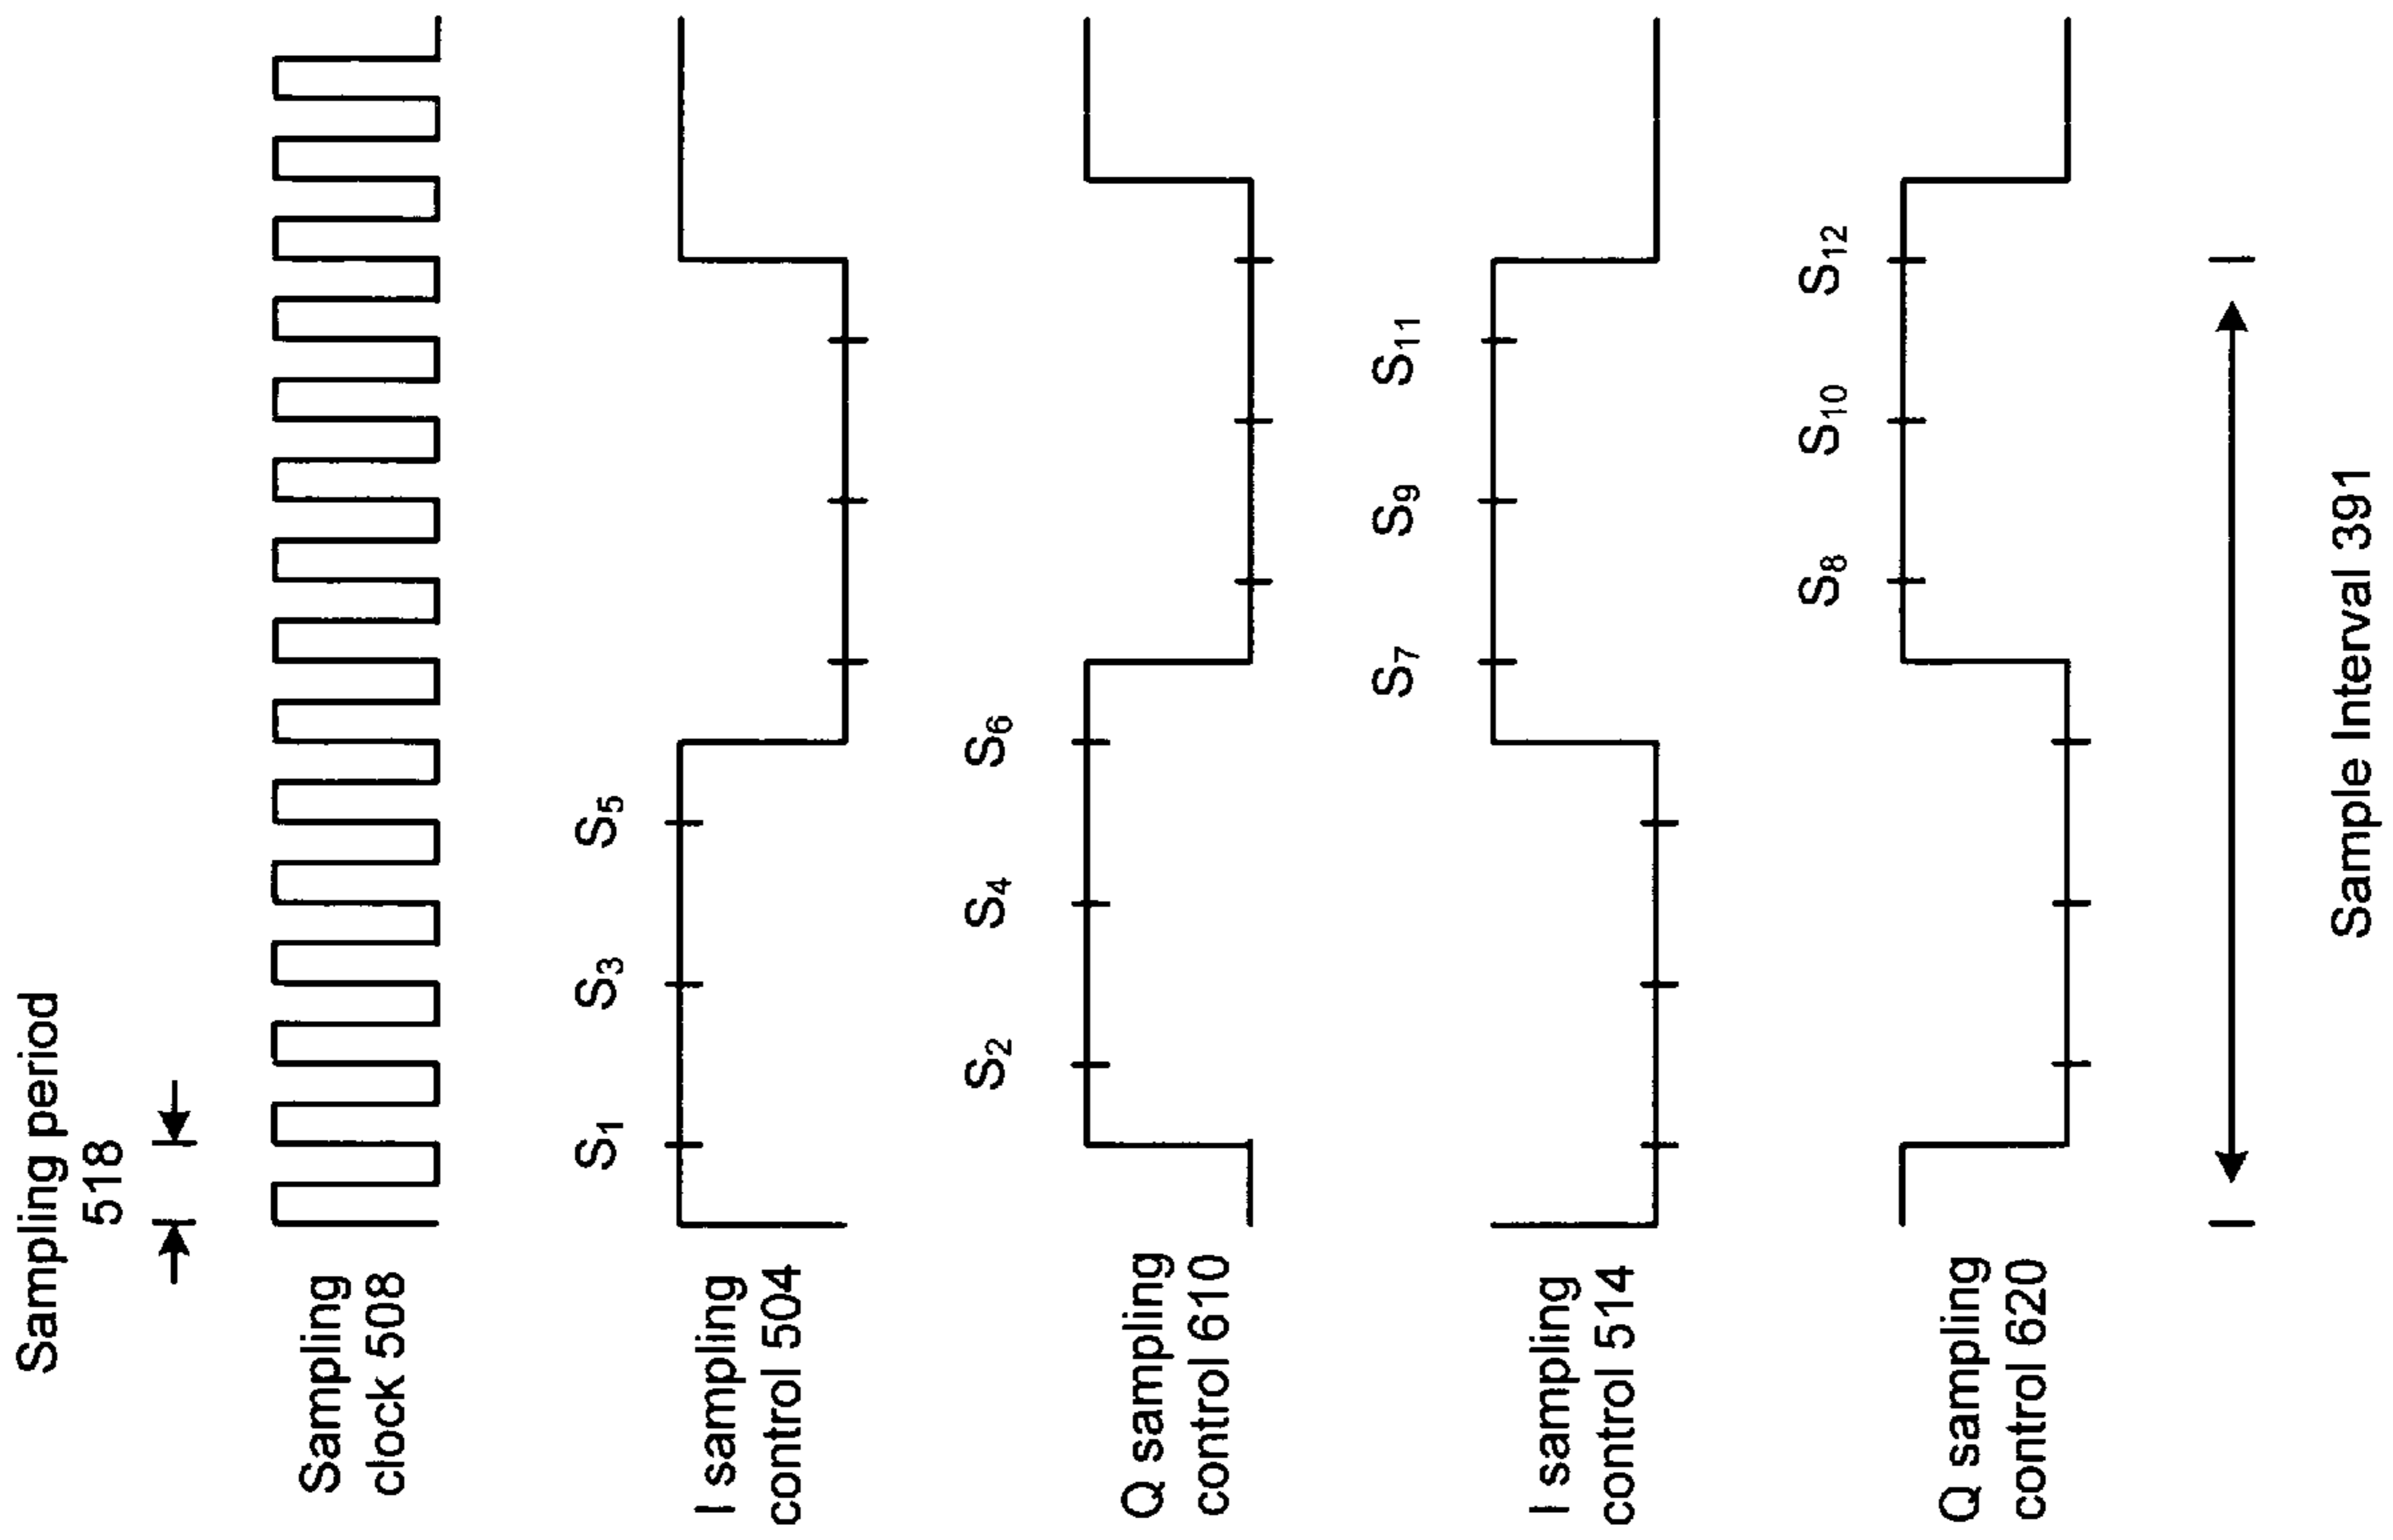 Sampling period
518
Sampling
clock 508
I sampling
control 504
S1
S3
S5
Q sampling
control 610
S2
S4
S6
I sampling
control 514
S7
S9
S11
Q sampling
control 620
S8
S10
S12
Sample Interval 391